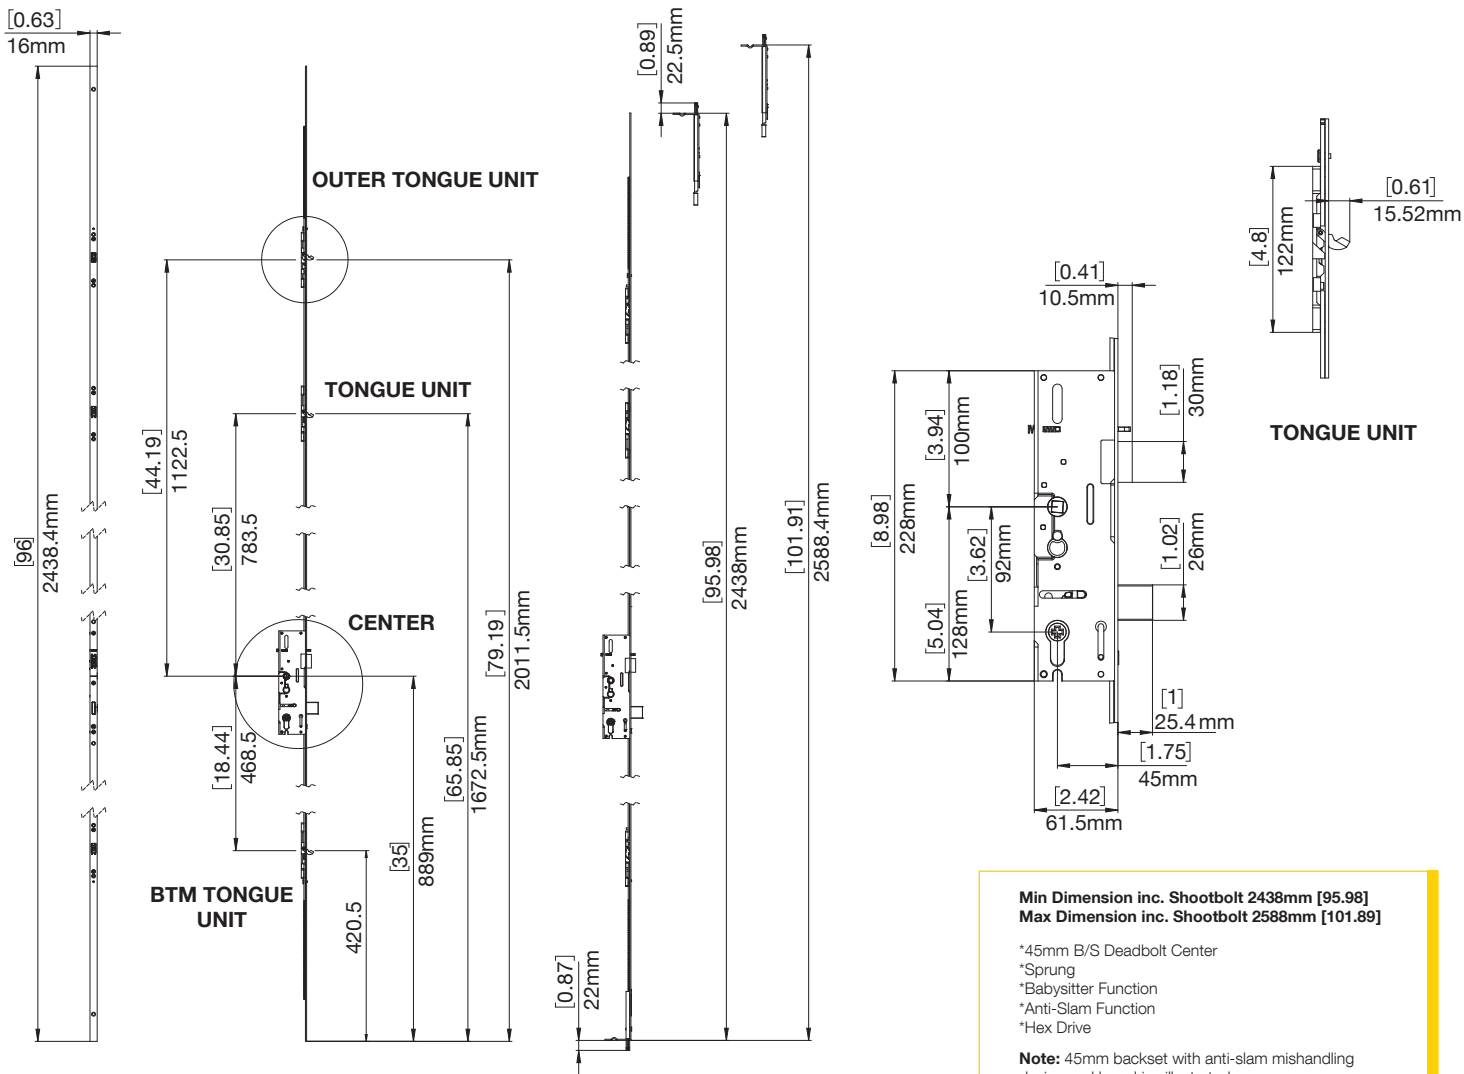 [0.63]
16mm
[96]
2438.4mm
OUTER TONGUE UNIT
TONGUE UNIT
CENTER
BTM TONGUE
UNIT
[44.19]
1122.5
[30.85]
783.5
[18.44]
468.5
420.5
[35]
889mm
[65.85]
1672.5mm
[79.19]
2011.5mm
[0.89]
22.5mm
[95.98]
2438mm
[101.91]
2588.4mm
[0.87]
22mm
[0.41]
10.5mm
[1.18]
30mm
[3.94]
100mm
[8.98]
228mm
[3.62]
92mm
[5.04]
128mm
[1.02]
26mm
[1]
25.4mm
[1.75]
45mm
[2.42]
61.5mm
[4.8]
122mm
[0.61]
15.52mm
TONGUE UNIT
Min Dimension inc. Shootbolt 2438mm [95.98]
Max Dimension inc. Shootbolt 2588mm [101.89]
*45mm B/S Deadbolt Center
*Sprung
*Babysitter Function
*Anti-Slam Function
*Hex Drive
Note: 45mm backset with anti-slam mishandling